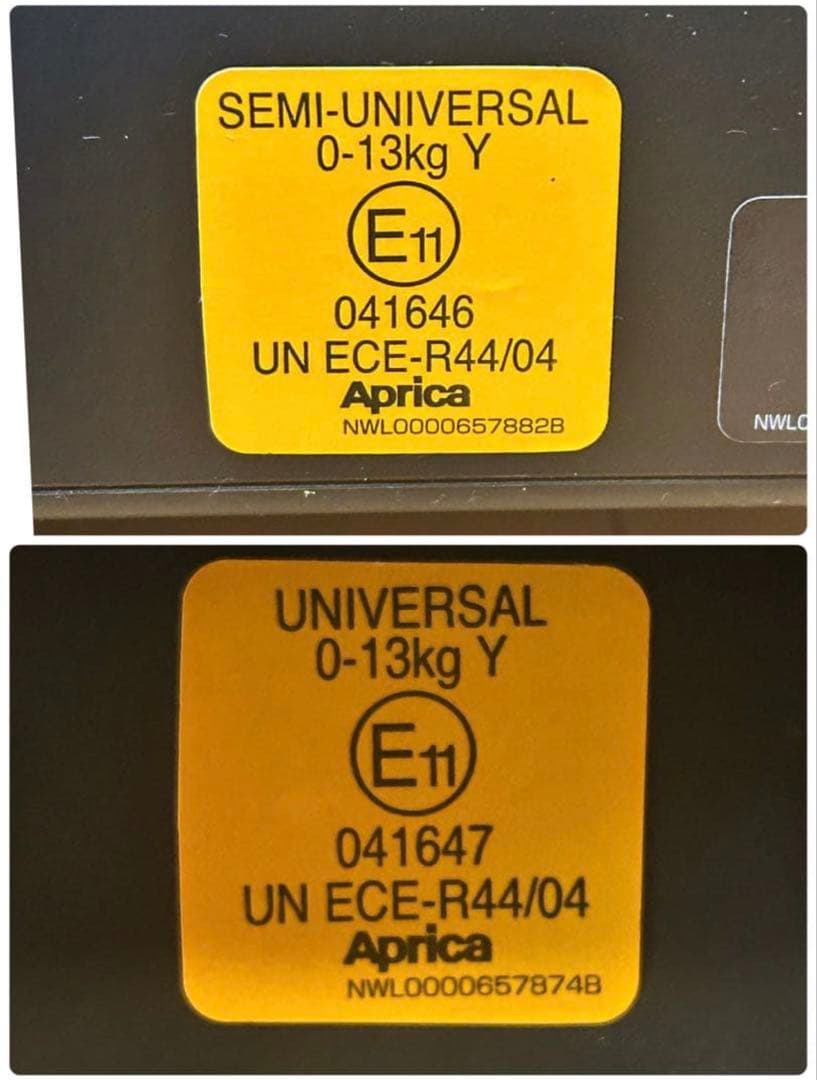 SEMI-UNIVERSAL
0-13kg Y
E11
041646
UN ECE-R44/04
Aprica
NWL0000657882B
UNIVERSAL
0-13kg Y
E11
041647
UN ECE-R44/04
Aprica
NWL0000657874B